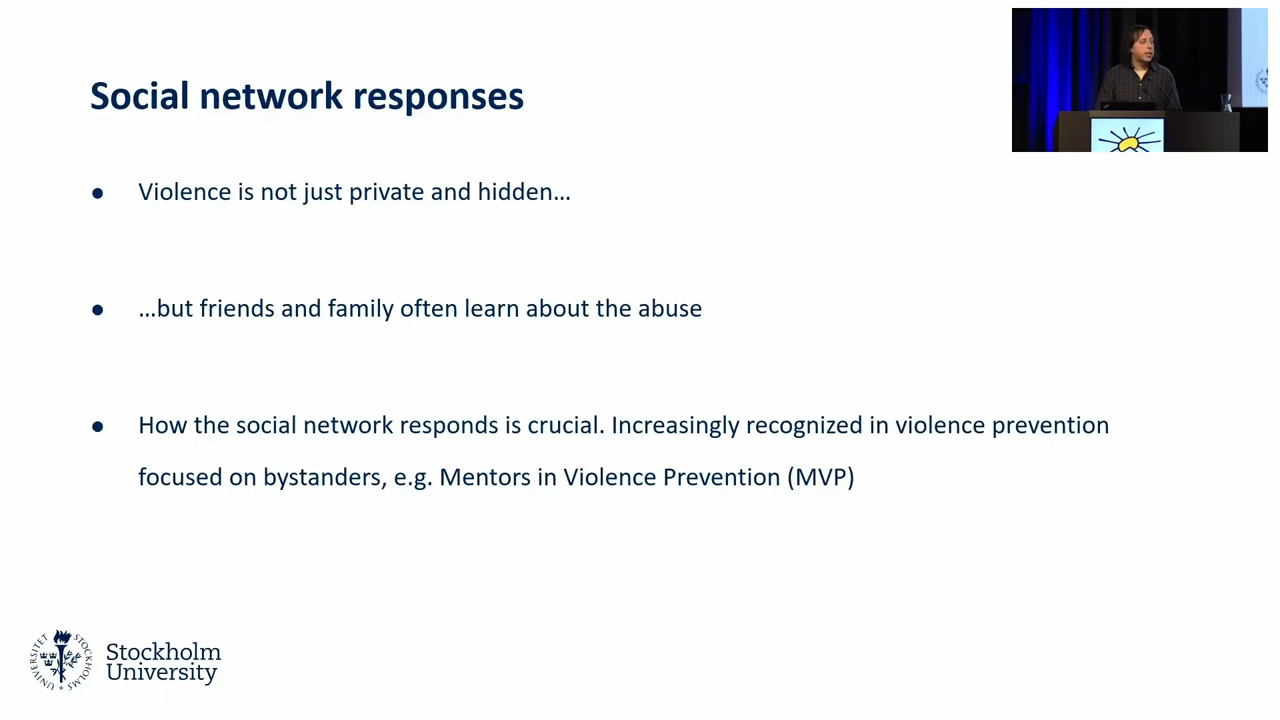 Social network responses
● Violence is not just private and hidden…
● …but friends and family often learn about the abuse
● How the social network responds is crucial. Increasingly recognized in violence prevention
focused on bystanders, e.g. Mentors in Violence Prevention (MVP)
STOCKHOLMS UNIVERSITET
Stockholm
University